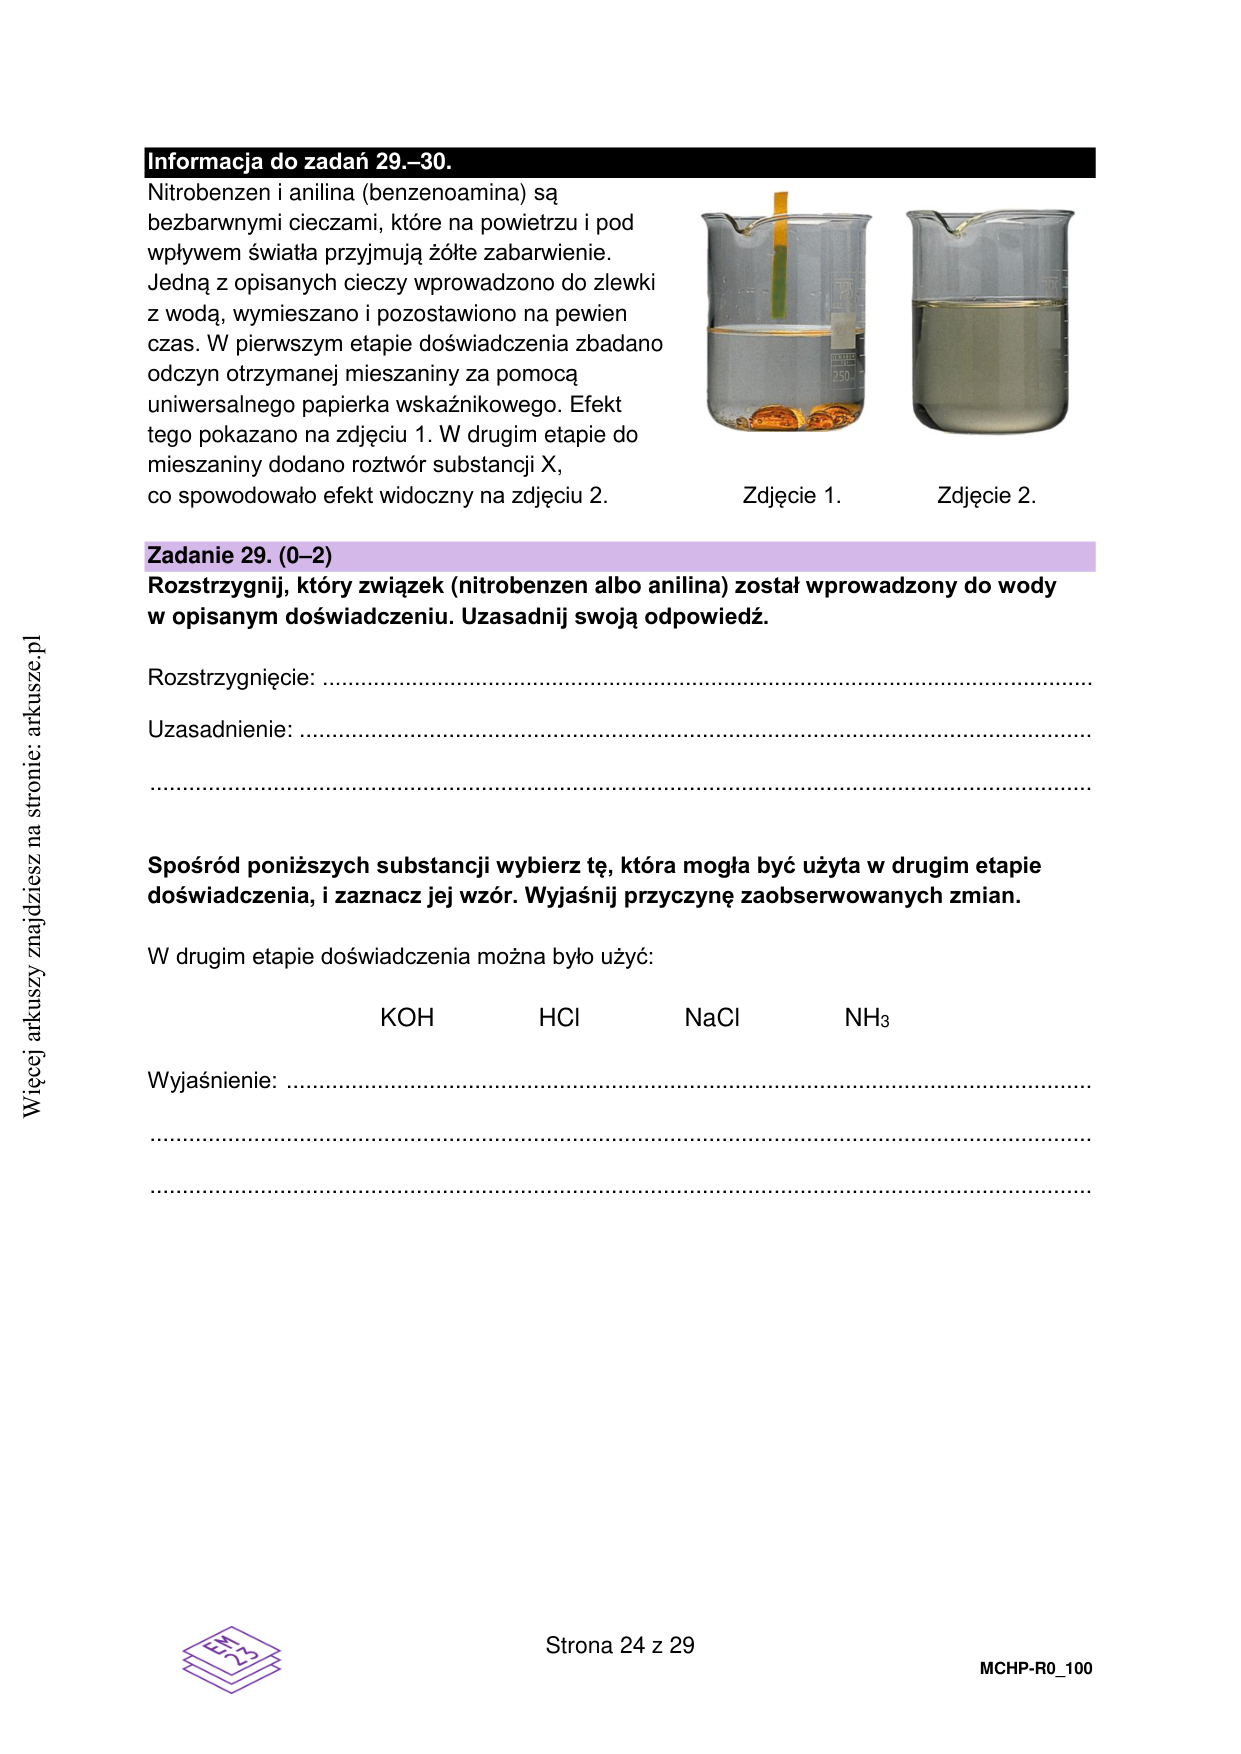 Informacja do zadań 29.–30.
Nitrobenzen i anilina (benzenoamina) są
bezbarwnymi cieczami, które na powietrzu i pod
wpływem światła przyjmują żółte zabarwienie.
Jedną z opisanych cieczy wprowadzono do zlewki
z wodą, wymieszano i pozostawiono na pewien
czas. W pierwszym etapie doświadczenia zbadano
odczyn otrzymanej mieszaniny za pomocą
uniwersalnego papierka wskaźnikowego. Efekt
tego pokazano na zdjęciu 1. W drugim etapie do
mieszaniny dodano roztwór substancji X,
co spowodowało efekt widoczny na zdjęciu 2.
250
Zdjęcie 1. Zdjęcie 2.
Zadanie 29. (0–2)
Rozstrzygnij, który związek (nitrobenzen albo anilina) został wprowadzony do wody
w opisanym doświadczeniu. Uzasadnij swoją odpowiedź.
Rozstrzygnięcie: ........................................................................................................................
Uzasadnienie: ...........................................................................................................................
..................................................................................................................................................
Spośród poniższych substancji wybierz tę, która mogła być użyta w drugim etapie
doświadczenia, i zaznacz jej wzór. Wyjaśnij przyczynę zaobserwowanych zmian.
W drugim etapie doświadczenia można było użyć:
KOH HCl NaCl NH3
Wyjaśnienie: .............................................................................................................................
..................................................................................................................................................
..................................................................................................................................................
Więcej arkuszy znajdziesz na stronie: arkusze.pl
EM
23
Strona 24 z 29
MCHP-R0_100